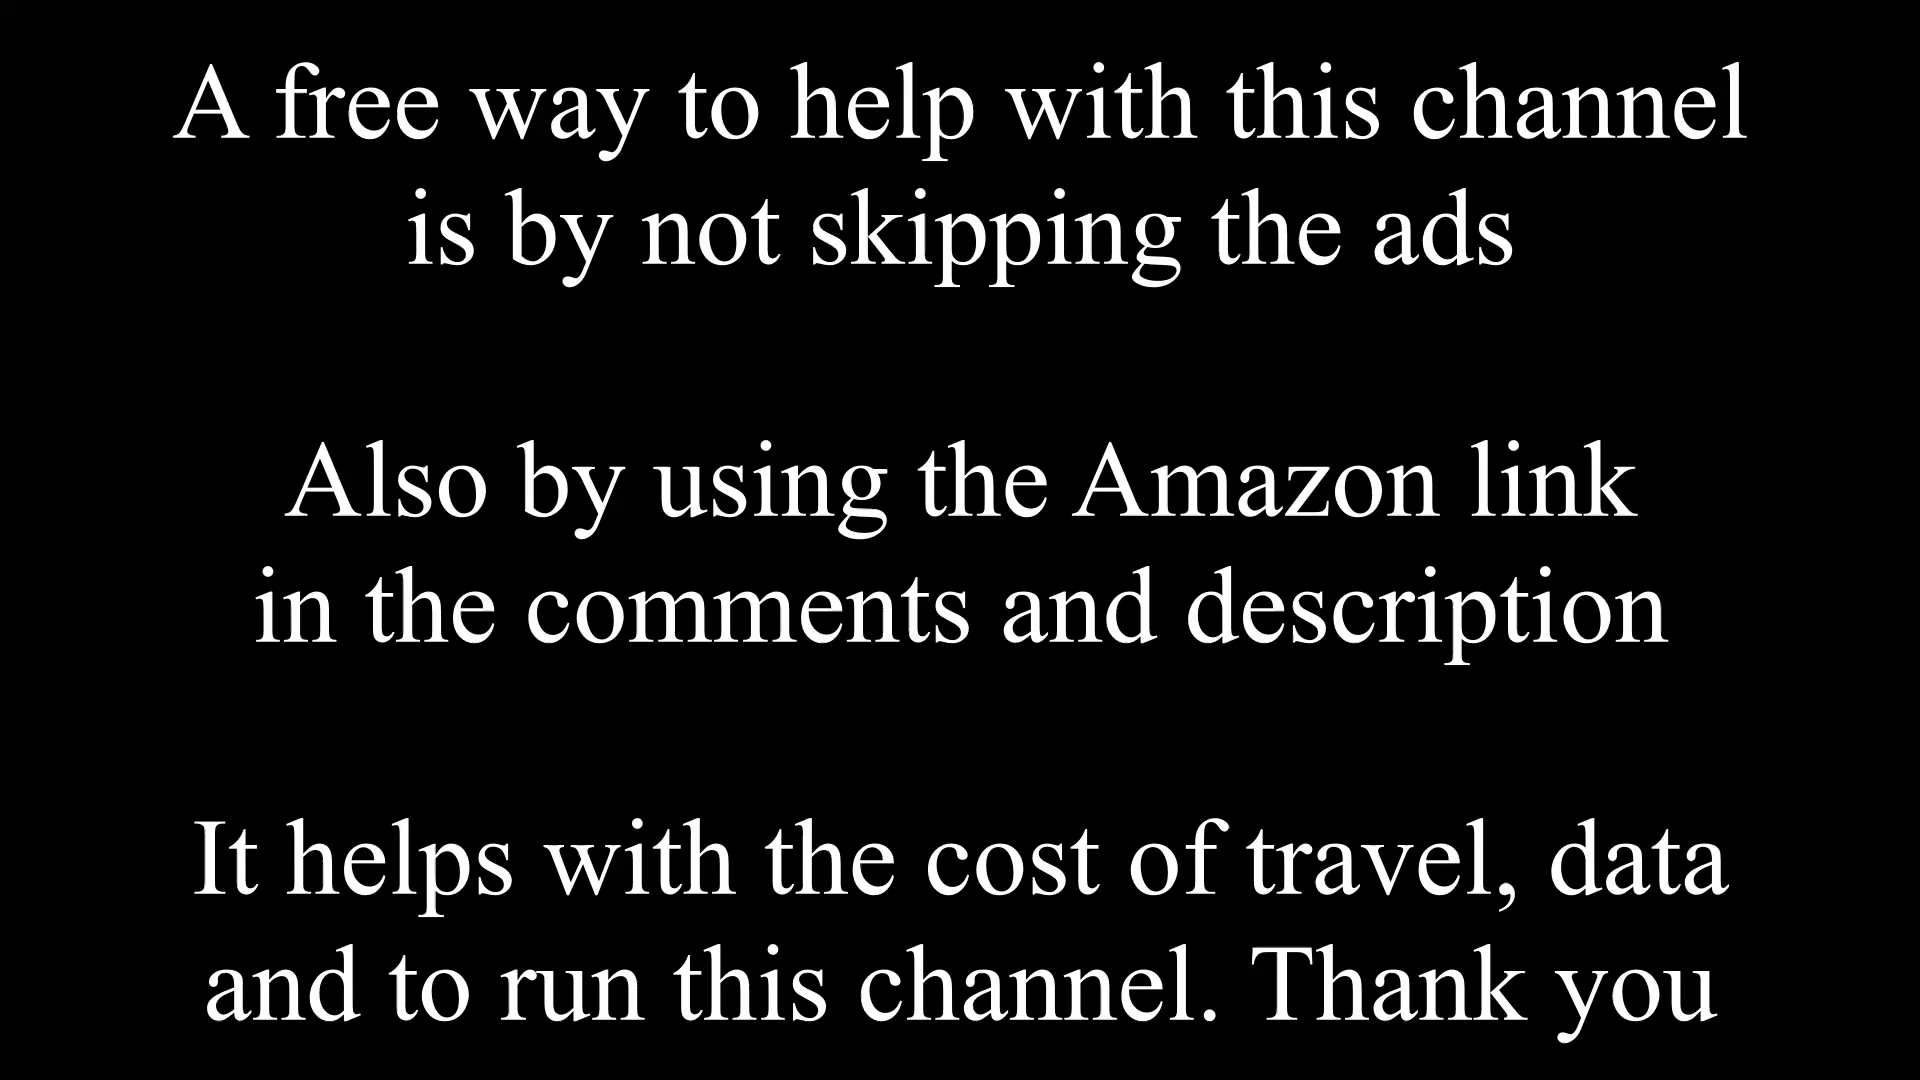 A free way to help with this channel
is by not skipping the ads
Also by using the Amazon link
in the comments and description
It helps with the cost of travel, data
and to run this channel. Thank you